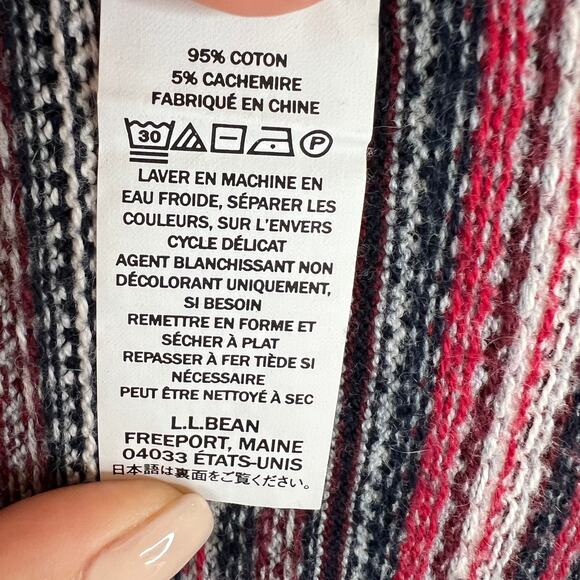 95% COTON
5% CACHEMIRE
FABRIQUÉ EN CHINE
30 P
LAVER EN MACHINE EN
EAU FROIDE, SÉPARER LES
COULEURS, SUR L'ENVERS
CYCLE DÉLICAT
AGENT BLANCHISSANT NON
DÉCOLORANT UNIQUEMENT,
SI BESOIN
REMETTRE EN FORME ET
SÉCHER À PLAT
REPASSER À FER TIÈDE SI
NÉCESSAIRE
PEUT ÊTRE NETTOYÉ À SEC
L.L.BEAN
FREEPORT, MAINE
04033 ÉTATS-UNIS
日本語は裏面をご覧ください。